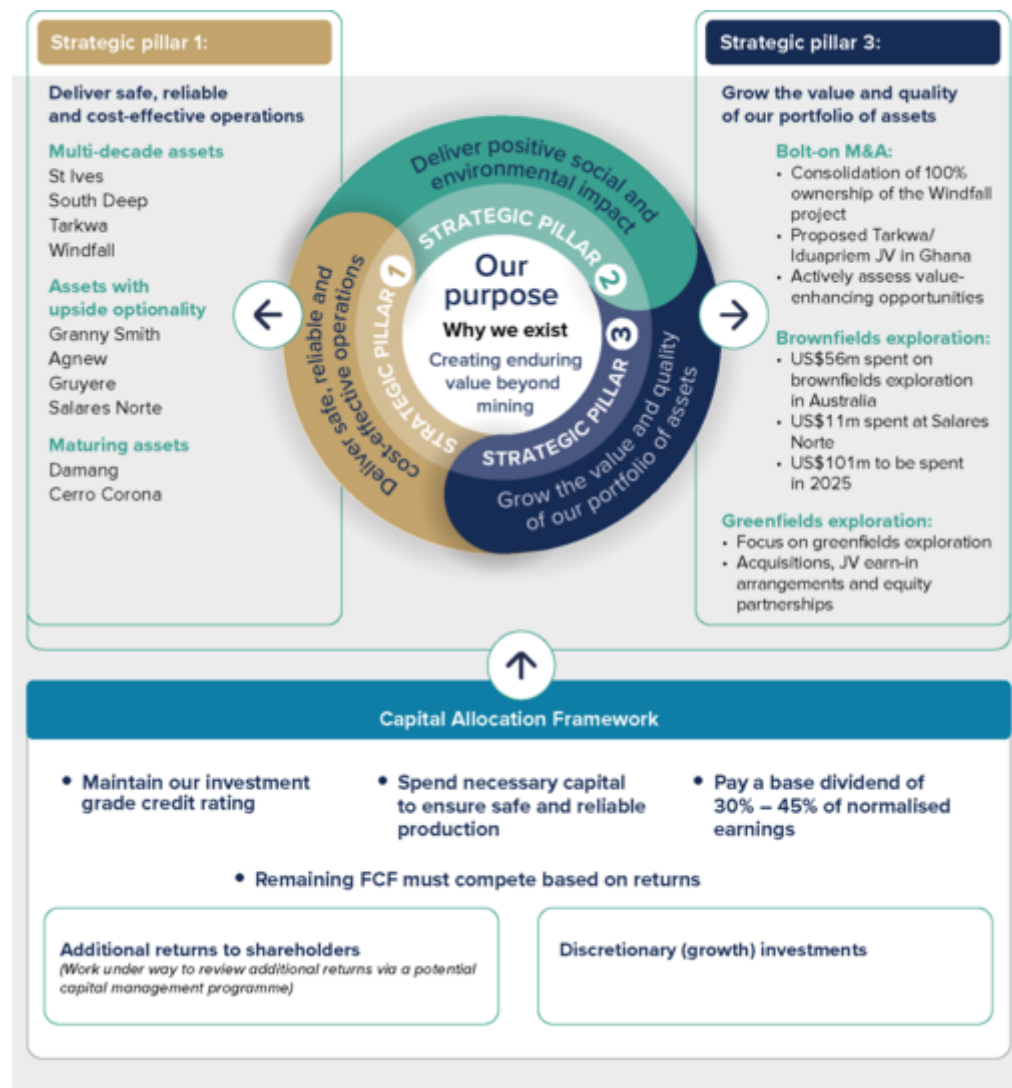 Strategic pillar 1:
Deliver safe, reliable
and cost-effective operations
Multi-decade assets
St Ives
South Deep
Tarkwa
Windfall
Assets with
upside optionality
Granny Smith
Agnew
Gruyere
Salares Norte
Maturing assets
Damang
Cerro Corona
Deliver positive social and
environmental impact
STRATEGIC PILLAR 2
Deliver safe, reliable and
cost-effective operations
STRATEGIC PILLAR 1
Our
purpose
Why we exist
Creating enduring
value beyond
mining
STRATEGIC PILLAR 3
Grow the value and quality
of our portfolio of assets
Strategic pillar 3:
Grow the value and quality
of our portfolio of assets
Bolt-on M&A:
• Consolidation of 100%
ownership of the Windfall
project
• Proposed Tarkwa/
Iduapriem JV in Ghana
• Actively assess value-
enhancing opportunities
Brownfields exploration:
• US$56m spent on
brownfields exploration
in Australia
• US$11m spent at Salares
Norte
• US$101m to be spent
in 2025
Greenfields exploration:
• Focus on greenfields exploration
• Acquisitions, JV earn-in
arrangements and equity
partnerships
Capital Allocation Framework
• Maintain our investment
grade credit rating
• Spend necessary capital
to ensure safe and reliable
production
• Pay a base dividend of
30% – 45% of normalised
earnings
• Remaining FCF must compete based on returns
Additional returns to shareholders
(Work under way to review additional returns via a potential
capital management programme)
Discretionary (growth) investments